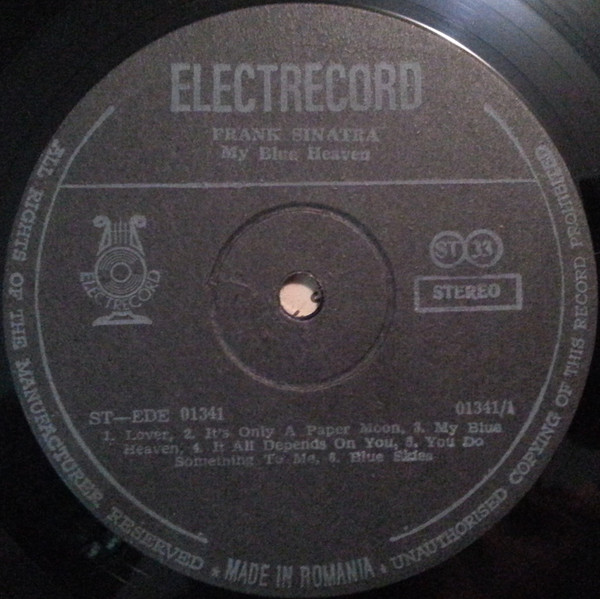 ELECTRECORD
FRANK SINATRA
My Blue Heaven
ELECTRECORD
ST 33
STEREO
ST—EDE 01341
01341/1
1. Lover, 2. It's Only A Paper Moon, 3. My Blue
Heaven, 4. It All Depends On You, 5. You Do
Something To Me, 6. Blue Skies
ALL RIGHTS OF THE MANUFACTURER RESERVED * MADE IN ROMANIA * UNAUTHORISED COPYING OF THIS RECORD PROHIBITED